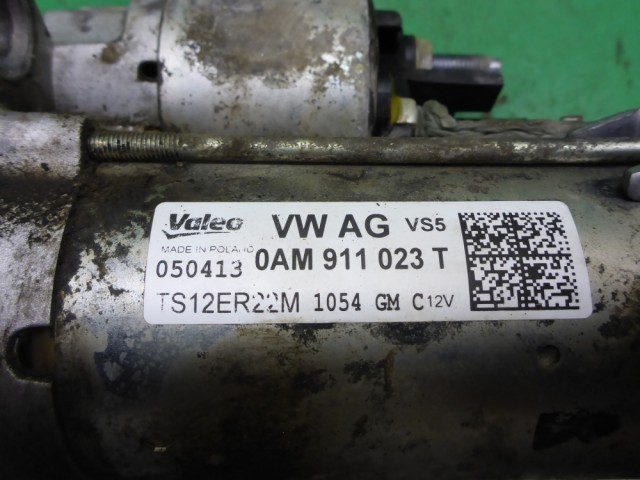 Valeo VW AG VS5
MADE IN POLAND
050413 0AM 911 023 T
TS12ER22M 1054 GM C12V